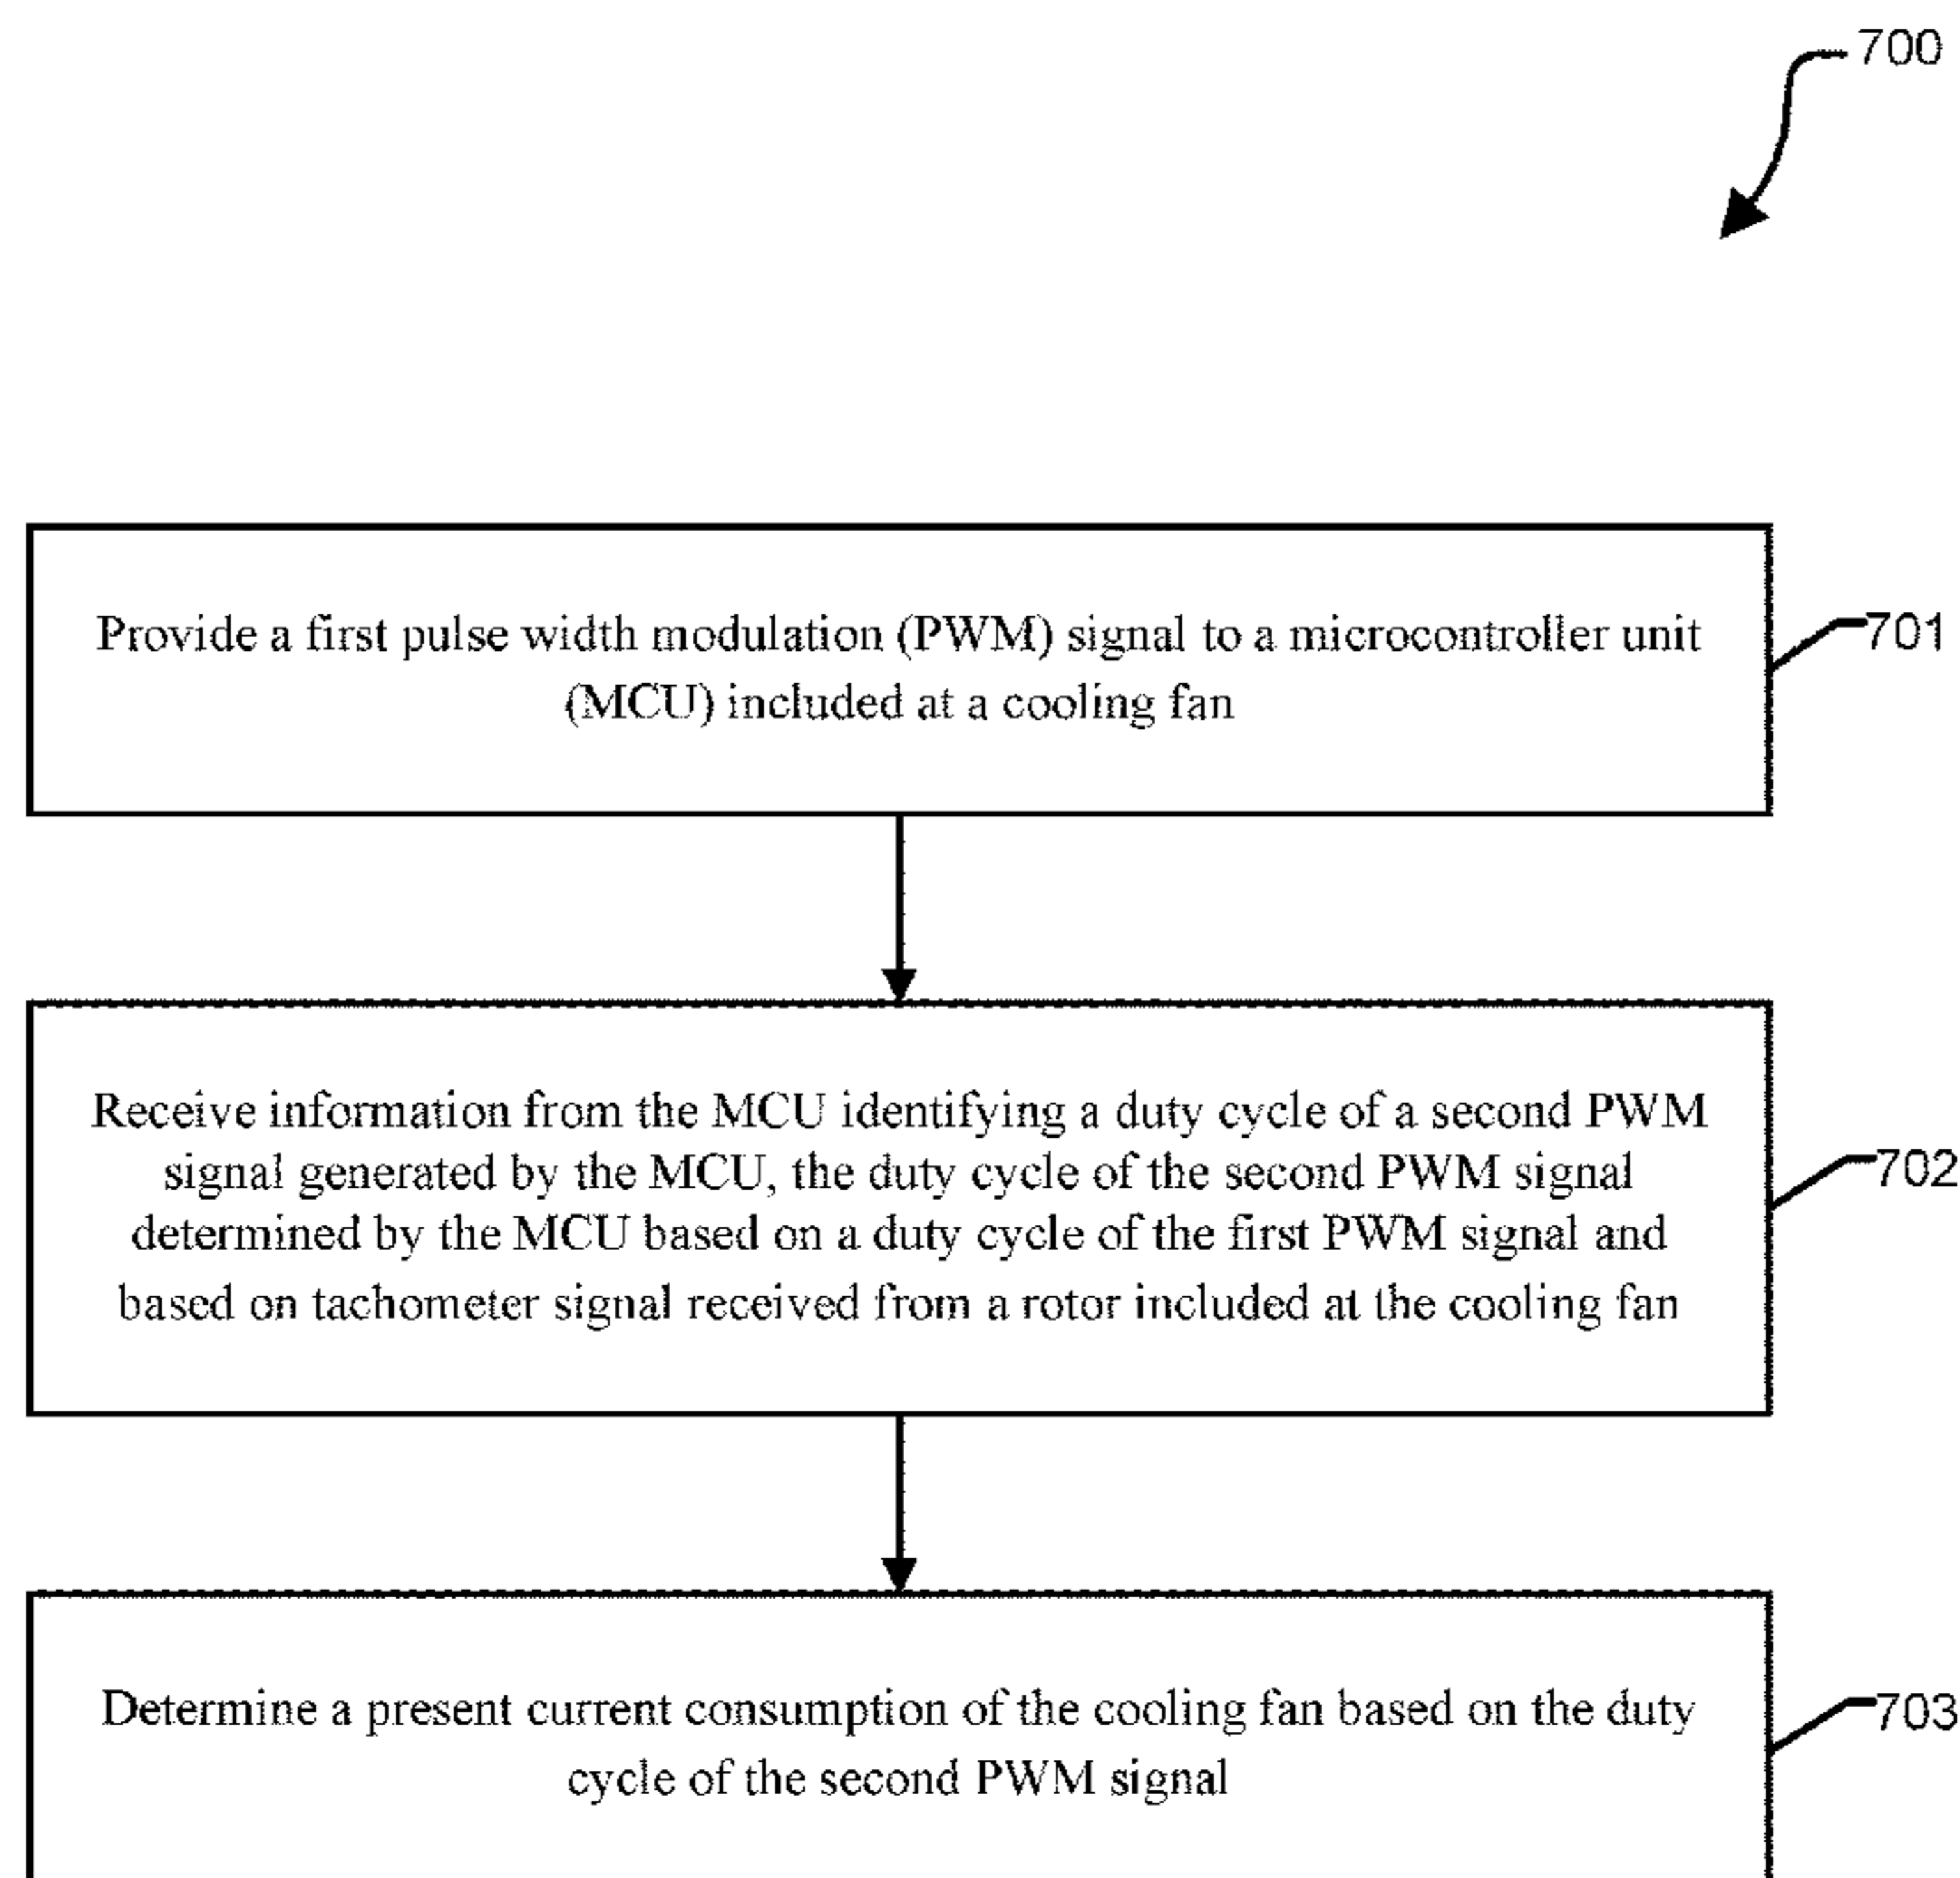 700
Provide a first pulse width modulation (PWM) signal to a microcontroller unit
(MCU) included at a cooling fan
701
Receive information from the MCU identifying a duty cycle of a second PWM
signal generated by the MCU, the duty cycle of the second PWM signal
determined by the MCU based on a duty cycle of the first PWM signal and
based on tachometer signal received from a rotor included at the cooling fan
702
Determine a present current consumption of the cooling fan based on the duty
cycle of the second PWM signal
703